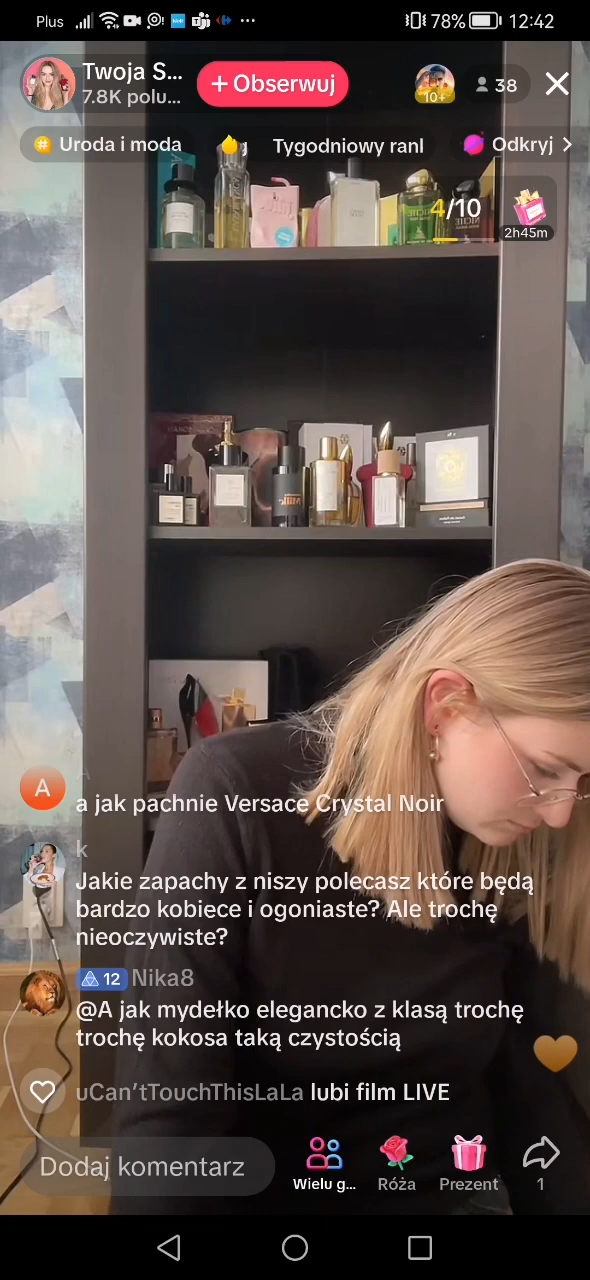 Plus
78%
12:42
Twoja S...
7.8K polu...
+ Obserwuj
10+
38
Uroda i moda
Tygodniowy ranl
Odkryj >
4/10
2h45m
A
A
a jak pachnie Versace Crystal Noir
k
Jakie zapachy z niszy polecasz które będą
bardzo kobiece i ogoniaste? Ale trochę
nieoczywiste?
12 Nika8
@A jak mydełko elegancko z klasą trochę
trochę kokosa taką czystością
uCan'tTouchThisLaLa lubi film LIVE
Dodaj komentarz
Wielu g...
Róża
Prezent
1